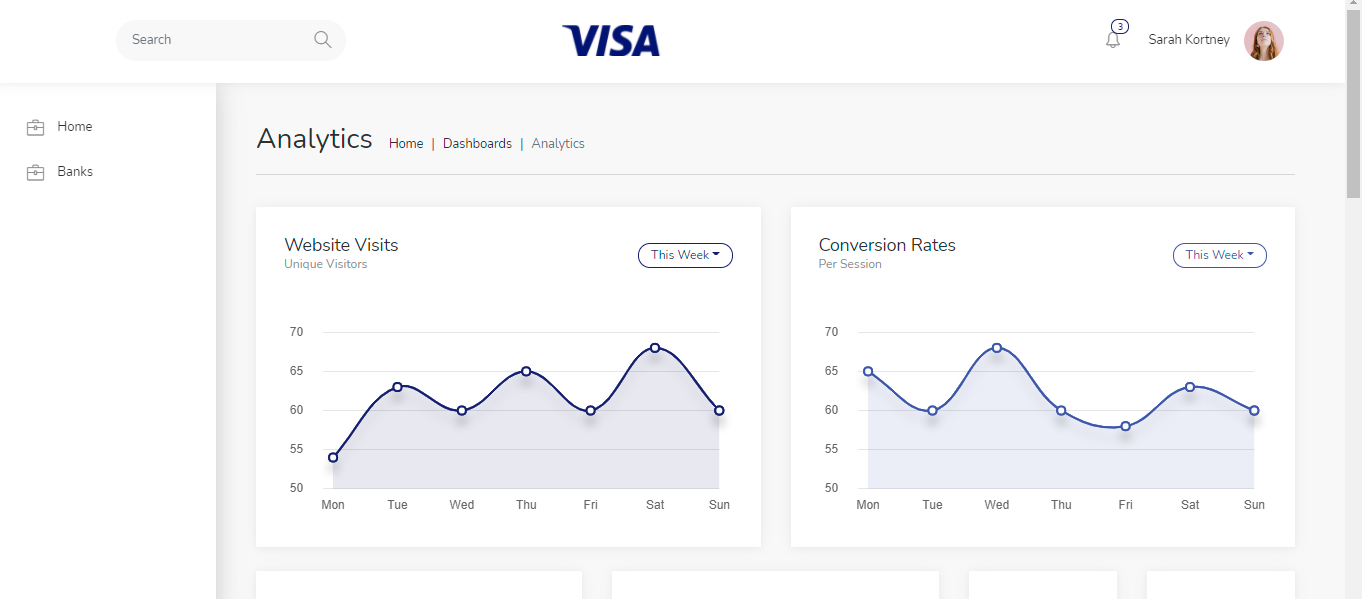 Search
VISA
3
Sarah Kortney
Home
Banks
Analytics Home | Dashboards | Analytics
Website Visits
Unique Visitors
This Week
70
65
60
55
50
Mon Tue Wed Thu Fri Sat Sun
Conversion Rates
Per Session
This Week
70
65
60
55
50
Mon Tue Wed Thu Fri Sat Sun